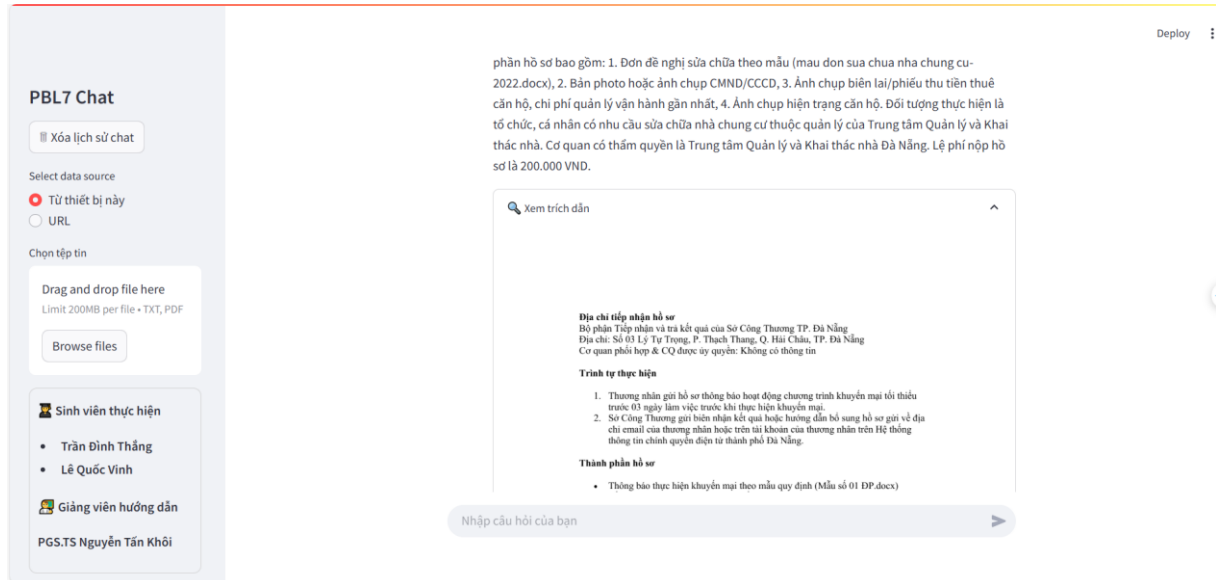 Deploy
PBL7 Chat
Xóa lịch sử chat
Select data source
Từ thiết bị này
URL
Chọn tệp tin
Drag and drop file here
Limit 200MB per file • TXT, PDF
Browse files
Sinh viên thực hiện
• Trần Đình Thắng
• Lê Quốc Vinh
Giảng viên hướng dẫn
PGS.TS Nguyễn Tấn Khôi
phần hồ sơ bao gồm: 1. Đơn đề nghị sửa chữa theo mẫu (mau don sua chua nha chung cu-
2022.docx), 2. Bản photo hoặc ảnh chụp CMND/CCCD, 3. Ảnh chụp biên lai/phiếu thu tiền thuê
căn hộ, chi phí quản lý vận hành gần nhất, 4. Ảnh chụp hiện trạng căn hộ. Đối tượng thực hiện là
tổ chức, cá nhân có nhu cầu sửa chữa nhà chung cư thuộc quản lý của Trung tâm Quản lý và Khai
thác nhà. Cơ quan có thẩm quyền là Trung tâm Quản lý và Khai thác nhà Đà Nẵng. Lệ phí nộp hồ
sơ là 200.000 VND.
Xem trích dẫn
Địa chỉ tiếp nhận hồ sơ
Bộ phận Tiếp nhận và trả kết quả của Sở Công Thương TP. Đà Nẵng
Địa chỉ: Số 03 Lý Tự Trọng, P. Thạch Thang, Q. Hải Châu, TP. Đà Nẵng
Cơ quan phối hợp & CQ được ủy quyền: Không có thông tin
Trình tự thực hiện
1. Thương nhân gửi hồ sơ thông báo hoạt động chương trình khuyến mại tối thiểu
trước 03 ngày làm việc trước khi thực hiện khuyến mại.
2. Sở Công Thương gửi biên nhận kết quả hoặc hướng dẫn bổ sung hồ sơ gửi về địa
chỉ email của thương nhân hoặc trên tài khoản của thương nhân trên Hệ thống
thông tin chính quyền điện tử thành phố Đà Nẵng.
Thành phần hồ sơ
• Thông báo thực hiện khuyến mại theo mẫu quy định (Mẫu số 01 ĐP.docx)
Nhập câu hỏi của bạn